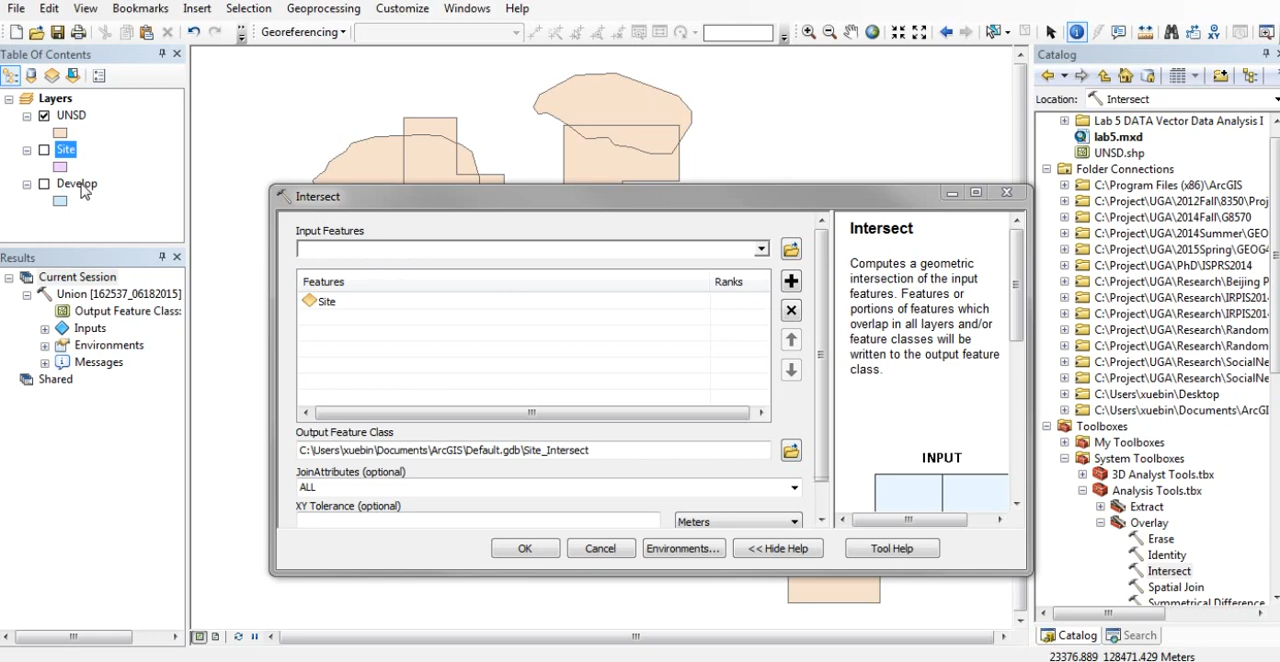 File Edit View Bookmarks Insert Selection Geoprocessing Customize Windows Help
Georeferencing
Table Of Contents
Layers
UNSD
Site
Develop
Results
Current Session
Union [162537_06182015]
Output Feature Class:
Inputs
Environments
Messages
Shared
Intersect
Input Features
Features Ranks
Site
Output Feature Class
C:\Users\xuebin\Documents\ArcGIS\Default.gdb\Site_Intersect
JoinAttributes (optional)
ALL
XY Tolerance (optional)
Meters
OK Cancel Environments... << Hide Help Tool Help
Intersect
Computes a geometric
intersection of the input
features. Features or
portions of features which
overlap in all layers and/or
feature classes will be
written to the output feature
class.
INPUT
Catalog
Location: Intersect
Lab 5 DATA Vector Data Analysis I
lab5.mxd
UNSD.shp
Folder Connections
C:\Program Files (x86)\ArcGIS
C:\Project\UGA\2012Fall\8350\Proj
C:\Project\UGA\2014Fall\G8570
C:\Project\UGA\2014Summer\GEO
C:\Project\UGA\2015Spring\GEOG
C:\Project\UGA\PhD\ISPRS2014
C:\Project\UGA\Research\Beijing P
C:\Project\UGA\Research\IRPIS2014
C:\Project\UGA\Research\IRPIS2014
C:\Project\UGA\Research\Random
C:\Project\UGA\Research\Random
C:\Project\UGA\Research\SocialNe
C:\Project\UGA\Research\SocialNe
C:\Users\xuebin\Desktop
C:\Users\xuebin\Documents\ArcGI
Toolboxes
My Toolboxes
System Toolboxes
3D Analyst Tools.tbx
Analysis Tools.tbx
Extract
Overlay
Erase
Identity
Intersect
Spatial Join
Symmetrical Difference
Catalog Search
23376.889 128471.429 Meters